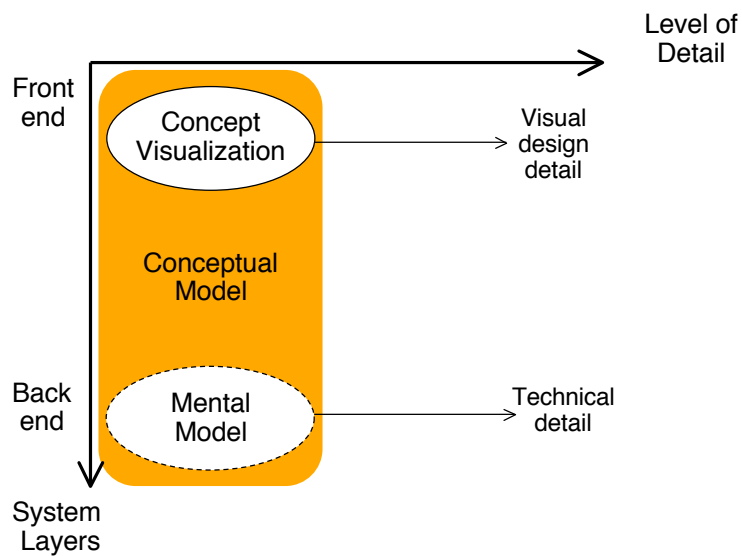 Level of
Detail
Front
end
Concept
Visualization
Visual
design
detail
Conceptual
Model
Back
end
Mental
Model
Technical
detail
System
Layers